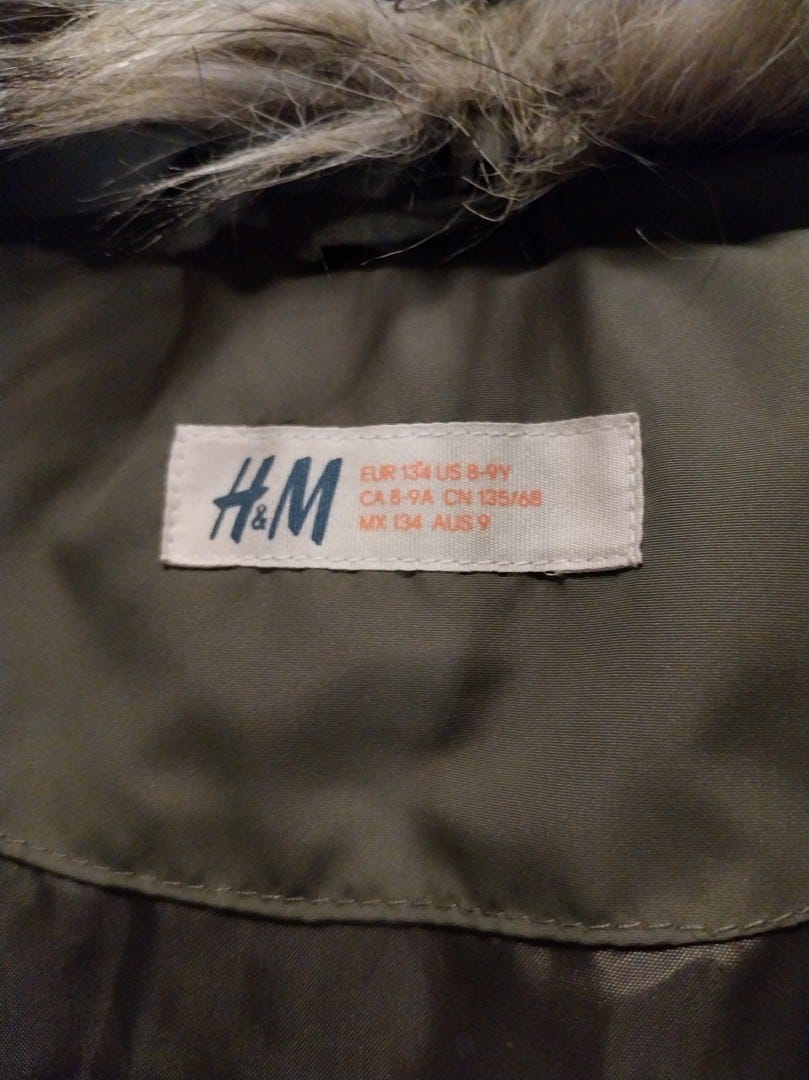 H&M
EUR 134 US 8-9Y
CA 8-9A CN 135/68
MX 134 AUS 9